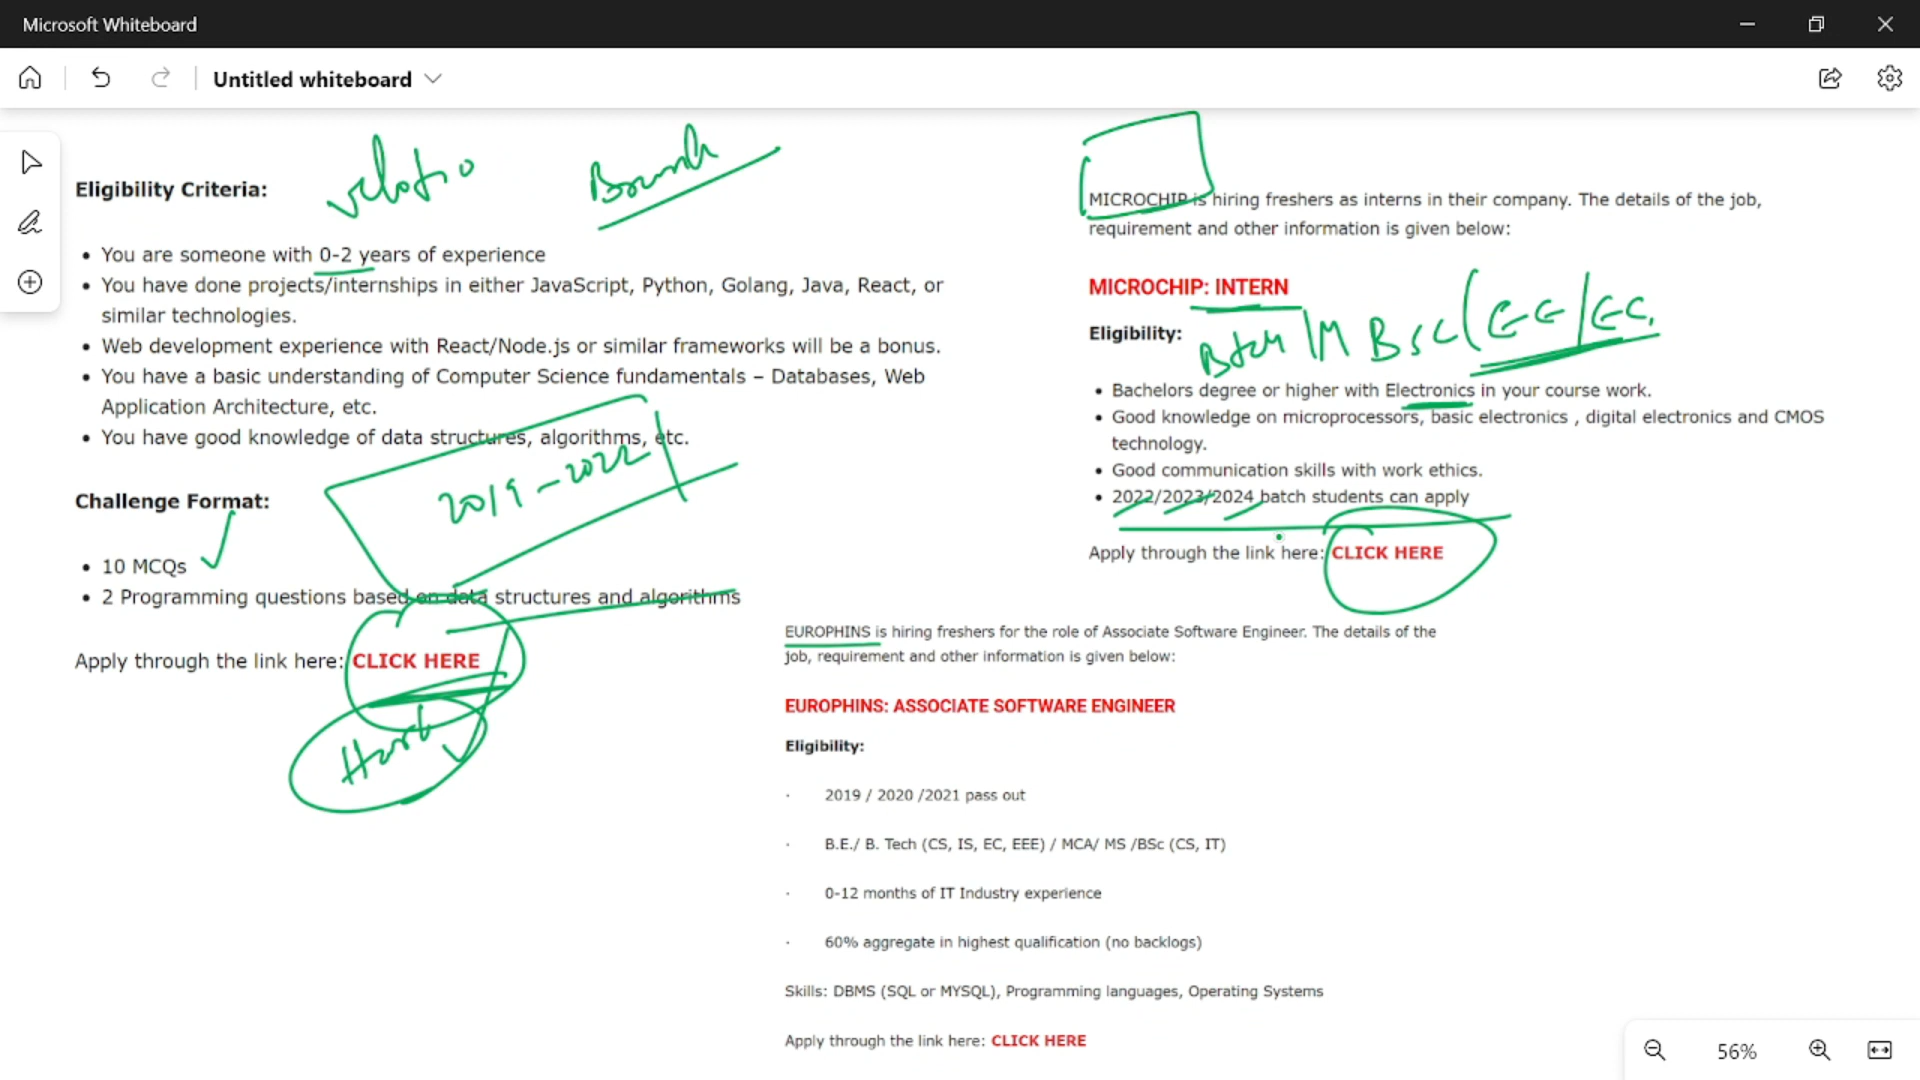 Microsoft Whiteboard
Untitled whiteboard
Eligibility Criteria:
• You are someone with 0-2 years of experience
• You have done projects/internships in either JavaScript, Python, Golang, Java, React, or
similar technologies.
• Web development experience with React/Node.js or similar frameworks will be a bonus.
• You have a basic understanding of Computer Science fundamentals – Databases, Web
Application Architecture, etc.
• You have good knowledge of data structures, algorithms, etc.
2019-2022
Challenge Format:
• 10 MCQs
• 2 Programming questions based on data structures and algorithms
Apply through the link here: CLICK HERE
MICROCHIP is hiring freshers as interns in their company. The details of the job,
requirement and other information is given below:
MICROCHIP: INTERN
Eligibility:
• Bachelors degree or higher with Electronics in your course work.
• Good knowledge on microprocessors, basic electronics , digital electronics and CMOS
technology.
• Good communication skills with work ethics.
• 2022/2023/2024 batch students can apply
Apply through the link here: CLICK HERE
EUROPHINS is hiring freshers for the role of Associate Software Engineer. The details of the
job, requirement and other information is given below:
EUROPHINS: ASSOCIATE SOFTWARE ENGINEER
Eligibility:
· 2019 / 2020 /2021 pass out
· B.E./ B. Tech (CS, IS, EC, EEE) / MCA/ MS /BSc (CS, IT)
· 0-12 months of IT Industry experience
· 60% aggregate in highest qualification (no backlogs)
Skills: DBMS (SQL or MYSQL), Programming languages, Operating Systems
Apply through the link here: CLICK HERE
56%